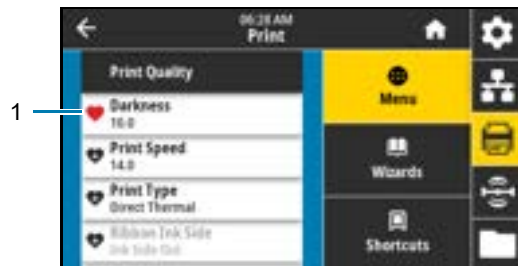 06:28 AM
Print
Print Quality
1
Darkness
10.0
Print Speed
14.0
Print Type
Direct Thermal
Ribbon Ink Side
Ink Side Out
Menu
Wizards
Shortcuts